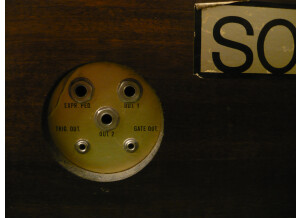 SO
EXPR. PED
OUT 1
TRIG OUT
OUT 2
GATE OUT